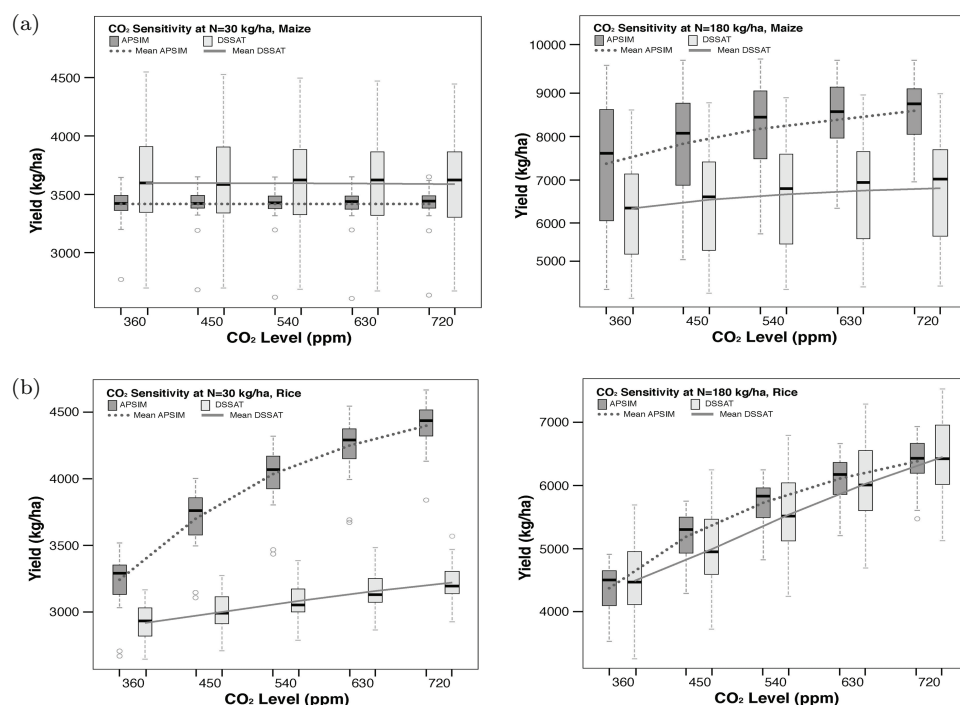 (a)
CO₂ Sensitivity at N=30 kg/ha, Maize
APSIM DSSAT
Mean APSIM Mean DSSAT
Yield (kg/ha)
4500
4000
3500
3000
360 450 540 630 720
CO₂ Level (ppm)
CO₂ Sensitivity at N=180 kg/ha, Maize
APSIM DSSAT
Mean APSIM Mean DSSAT
Yield (kg/ha)
10000
9000
8000
7000
6000
5000
360 450 540 630 720
CO₂ Level (ppm)
(b)
CO₂ Sensitivity at N=30 kg/ha, Rice
APSIM DSSAT
Mean APSIM Mean DSSAT
Yield (kg/ha)
4500
4000
3500
3000
360 450 540 630 720
CO₂ Level (ppm)
CO₂ Sensitivity at N=180 kg/ha, Rice
APSIM DSSAT
Mean APSIM Mean DSSAT
Yield (kg/ha)
7000
6000
5000
4000
360 450 540 630 720
CO₂ Level (ppm)